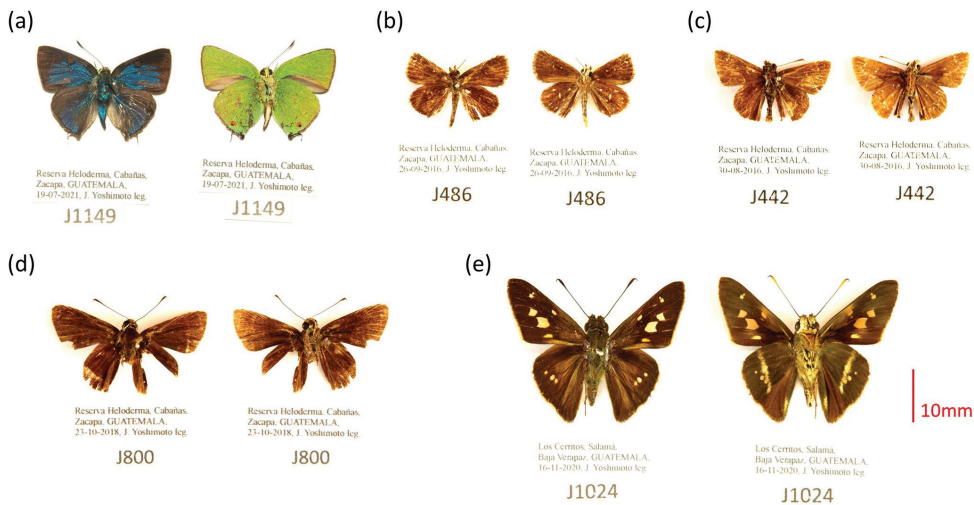 (a)
Reserva Heloderma, Cabañas,
Zacapa, GUATEMALA,
19-07-2021, J. Yoshimoto leg.
J1149
Reserva Heloderma, Cabañas,
Zacapa, GUATEMALA,
19-07-2021, J. Yoshimoto leg.
J1149
(b)
Reserva Heloderma, Cabañas,
Zacapa, GUATEMALA,
26-09-2016, J. Yoshimoto leg.
J486
Reserva Heloderma, Cabañas,
Zacapa, GUATEMALA,
26-09-2016, J. Yoshimoto leg.
J486
(c)
Reserva Heloderma, Cabañas,
Zacapa, GUATEMALA,
30-08-2016, J. Yoshimoto leg.
J442
Reserva Heloderma, Cabañas,
Zacapa, GUATEMALA,
30-08-2016, J. Yoshimoto leg.
J442
(d)
Reserva Heloderma, Cabañas,
Zacapa, GUATEMALA,
23-10-2018, J. Yoshimoto leg.
J800
Reserva Heloderma, Cabañas,
Zacapa, GUATEMALA,
23-10-2018, J. Yoshimoto leg.
J800
(e)
Los Cerritos, Salamá,
Baja Verapaz, GUATEMALA,
16-11-2020, J. Yoshimoto leg.
J1024
Los Cerritos, Salamá,
Baja Verapaz, GUATEMALA,
16-11-2020, J. Yoshimoto leg.
J1024
10mm